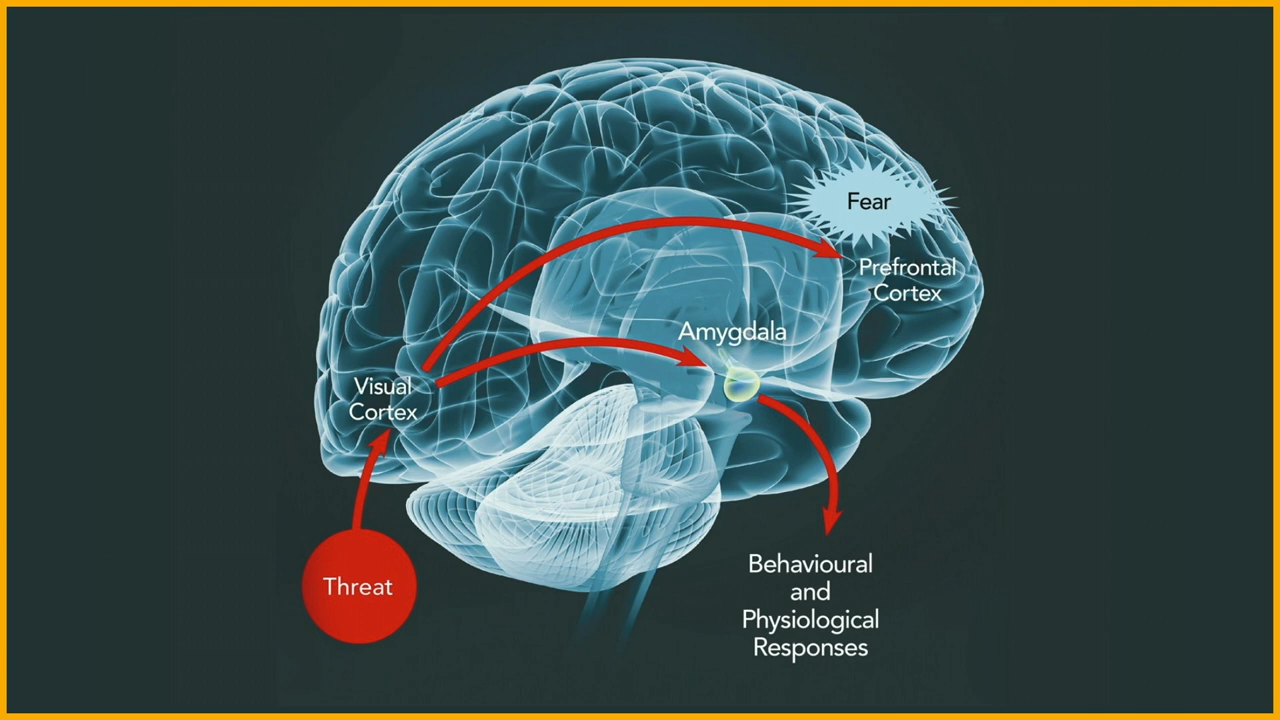 Fear
Prefrontal
Cortex
Amygdala
Visual
Cortex
Threat
Behavioural
and
Physiological
Responses